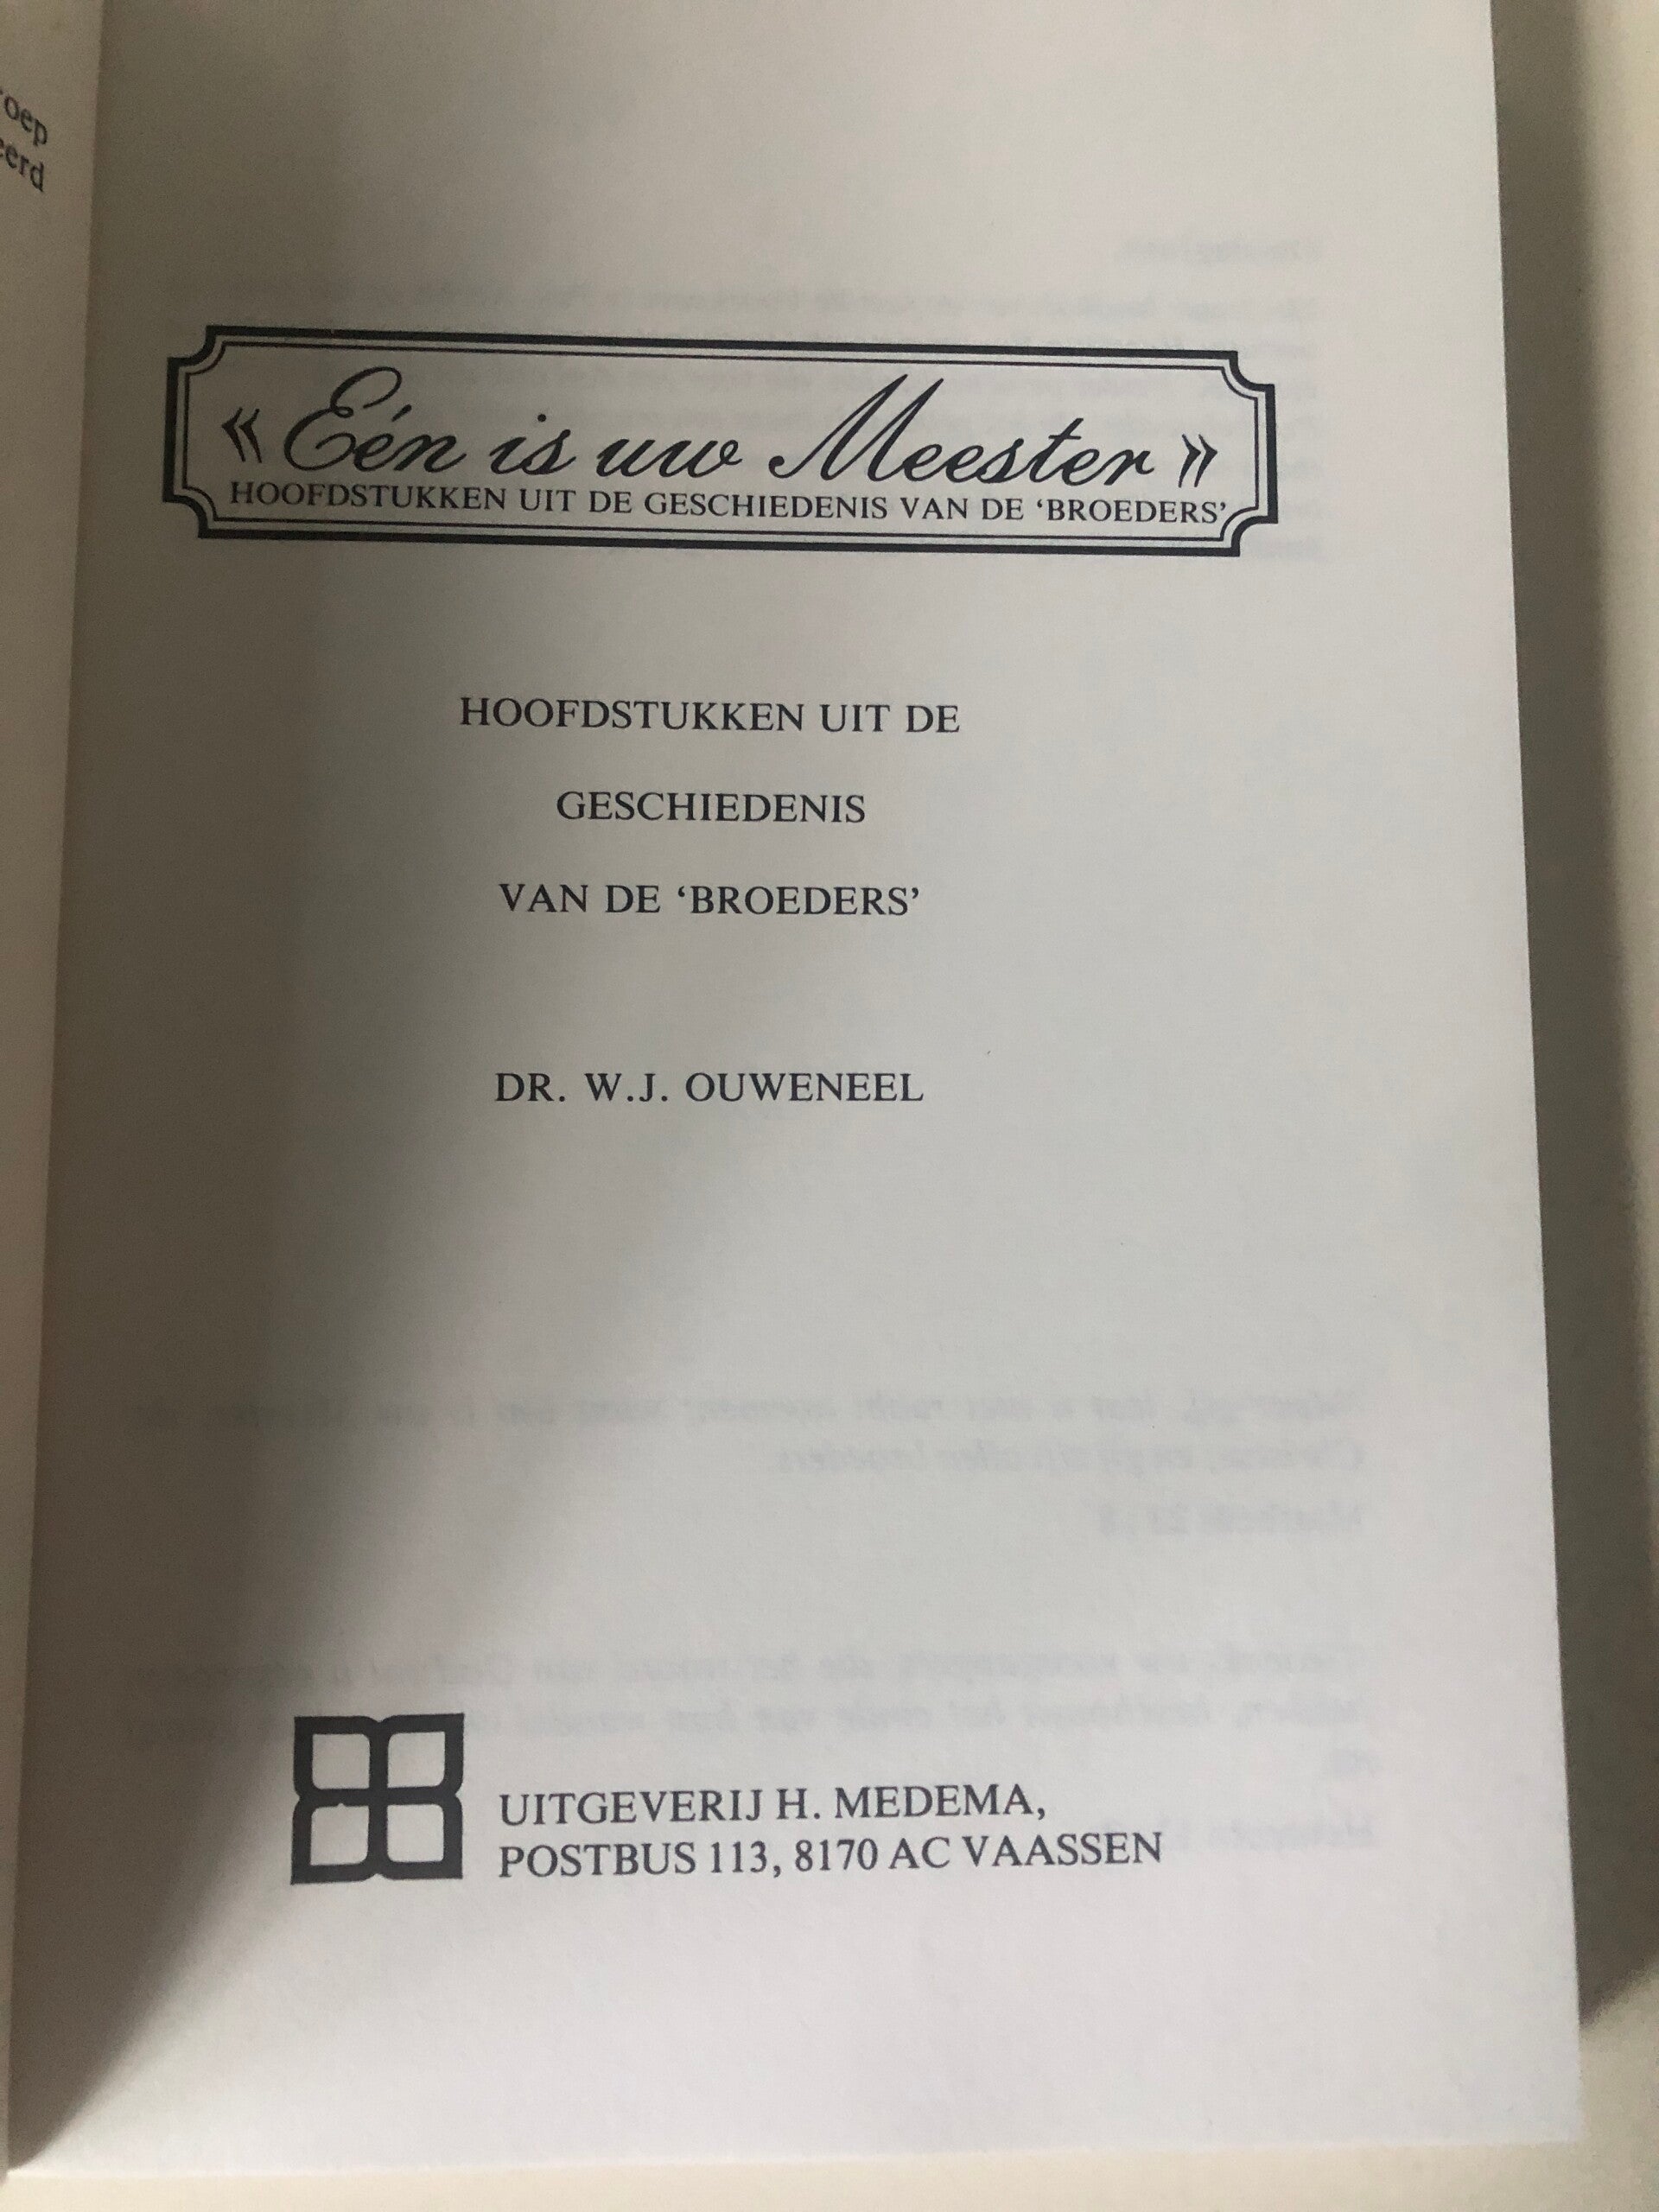 « Eén is uw Meester »
HOOFDSTUKKEN UIT DE GESCHIEDENIS VAN DE ‘BROEDERS’
HOOFDSTUKKEN UIT DE
GESCHIEDENIS
VAN DE ‘BROEDERS’
DR. W.J. OUWENEEL
UITGEVERIJ H. MEDEMA,
POSTBUS 113, 8170 AC VAASSEN